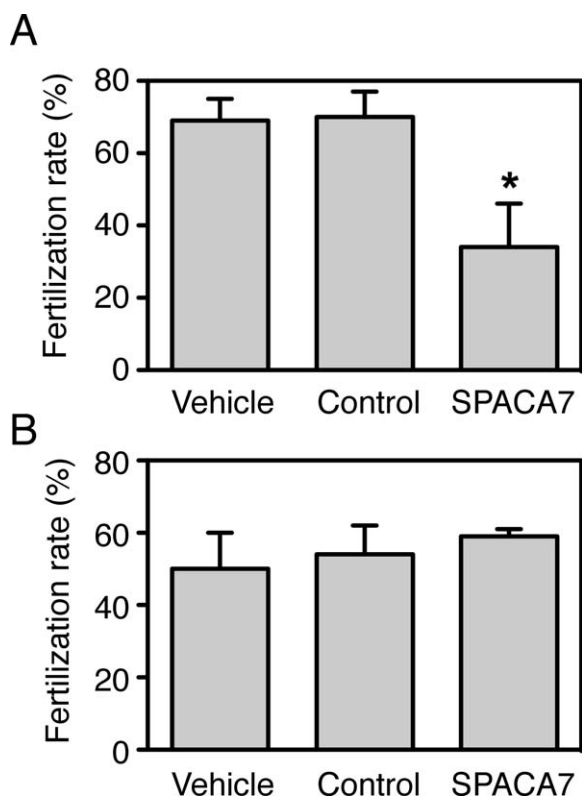 A
Fertilization rate (%)
80
60
40
20
0
*
Vehicle Control SPACA7
B
Fertilization rate (%)
80
60
40
20
0
Vehicle Control SPACA7